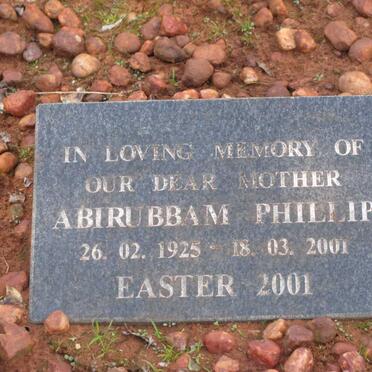 IN LOVING MEMORY OF
OUR DEAR MOTHER
ABIRUBBAM PHILLIP
26. 02. 1925 - 18. 03. 2001
EASTER 2001